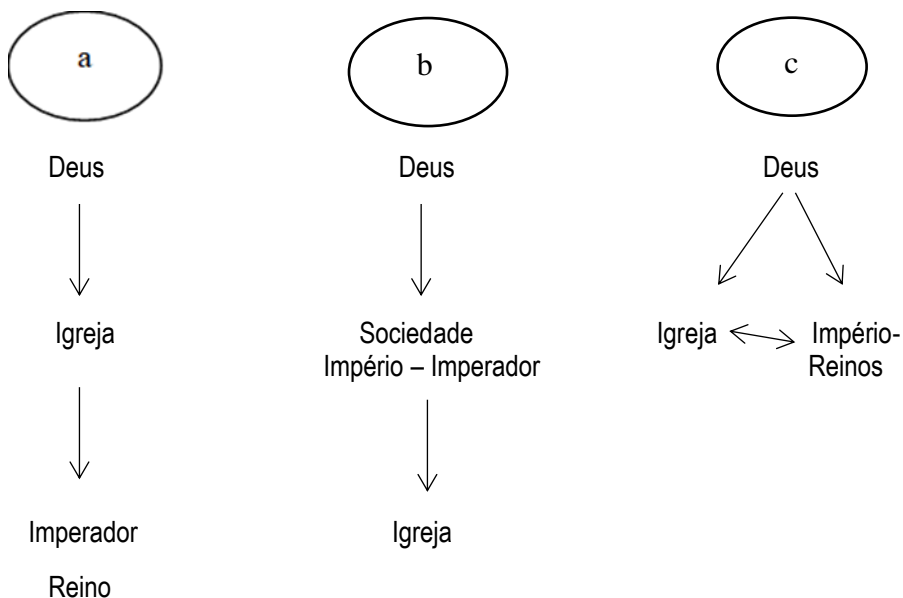 a
Deus
Igreja
Imperador
Reino
b
Deus
Sociedade
Império – Imperador
Igreja
c
Deus
Igreja
Império-
Reinos